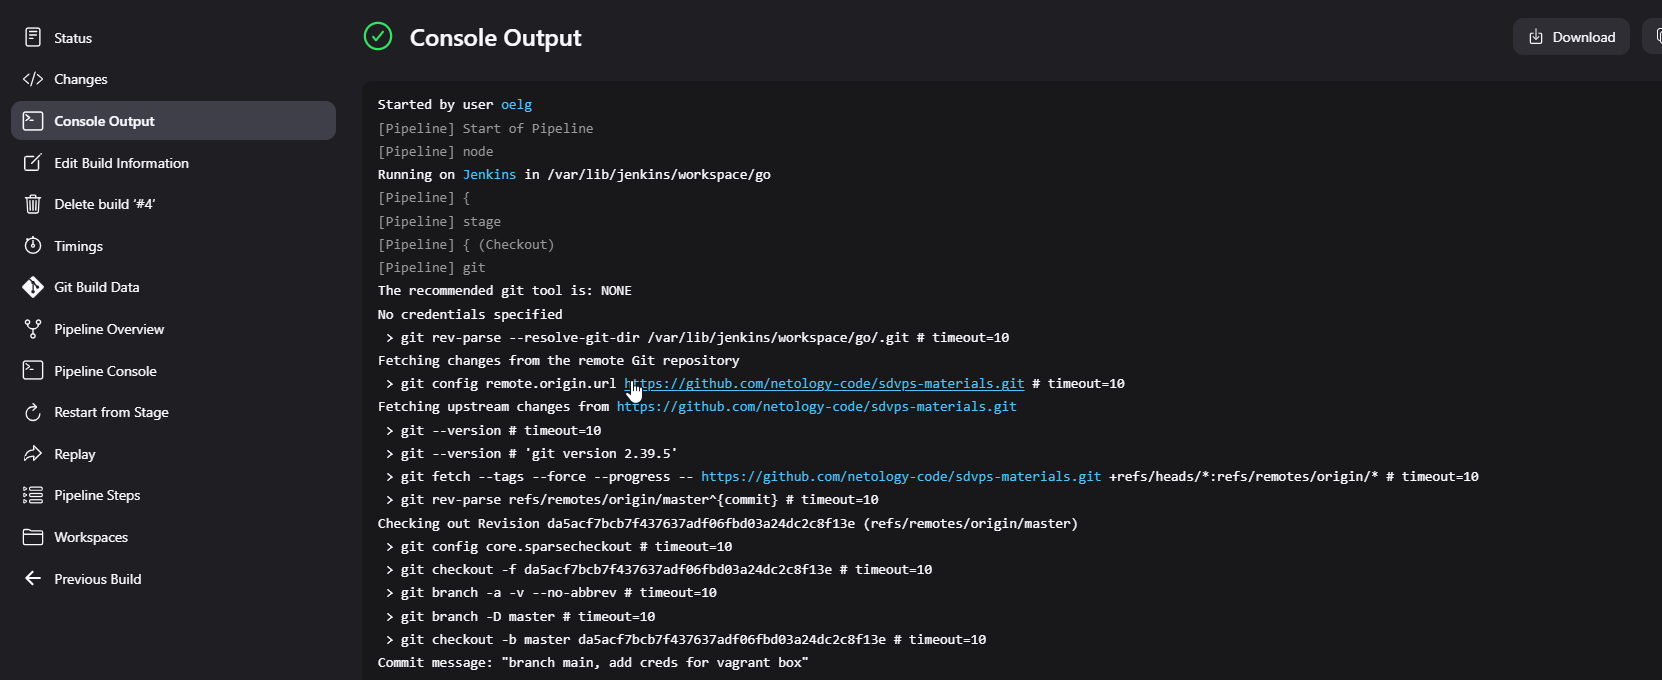 Status
Changes
Console Output
Edit Build Information
Delete build ‘#4’
Timings
Git Build Data
Pipeline Overview
Pipeline Console
Restart from Stage
Replay
Pipeline Steps
Workspaces
Previous Build
Console Output
Download
Started by user oelg
[Pipeline] Start of Pipeline
[Pipeline] node
Running on Jenkins in /var/lib/jenkins/workspace/go
[Pipeline] {
[Pipeline] stage
[Pipeline] { (Checkout)
[Pipeline] git
The recommended git tool is: NONE
No credentials specified
> git rev-parse --resolve-git-dir /var/lib/jenkins/workspace/go/.git # timeout=10
Fetching changes from the remote Git repository
> git config remote.origin.url https://github.com/netology-code/sdvps-materials.git # timeout=10
Fetching upstream changes from https://github.com/netology-code/sdvps-materials.git
> git --version # timeout=10
> git --version # 'git version 2.39.5'
> git fetch --tags --force --progress -- https://github.com/netology-code/sdvps-materials.git +refs/heads/*:refs/remotes/origin/* # timeout=10
> git rev-parse refs/remotes/origin/master^{commit} # timeout=10
Checking out Revision da5acf7bcb7f437637adf06fbd03a24dc2c8f13e (refs/remotes/origin/master)
> git config core.sparsecheckout # timeout=10
> git checkout -f da5acf7bcb7f437637adf06fbd03a24dc2c8f13e # timeout=10
> git branch -a -v --no-abbrev # timeout=10
> git branch -D master # timeout=10
> git checkout -b master da5acf7bcb7f437637adf06fbd03a24dc2c8f13e # timeout=10
Commit message: "branch main, add creds for vagrant box"